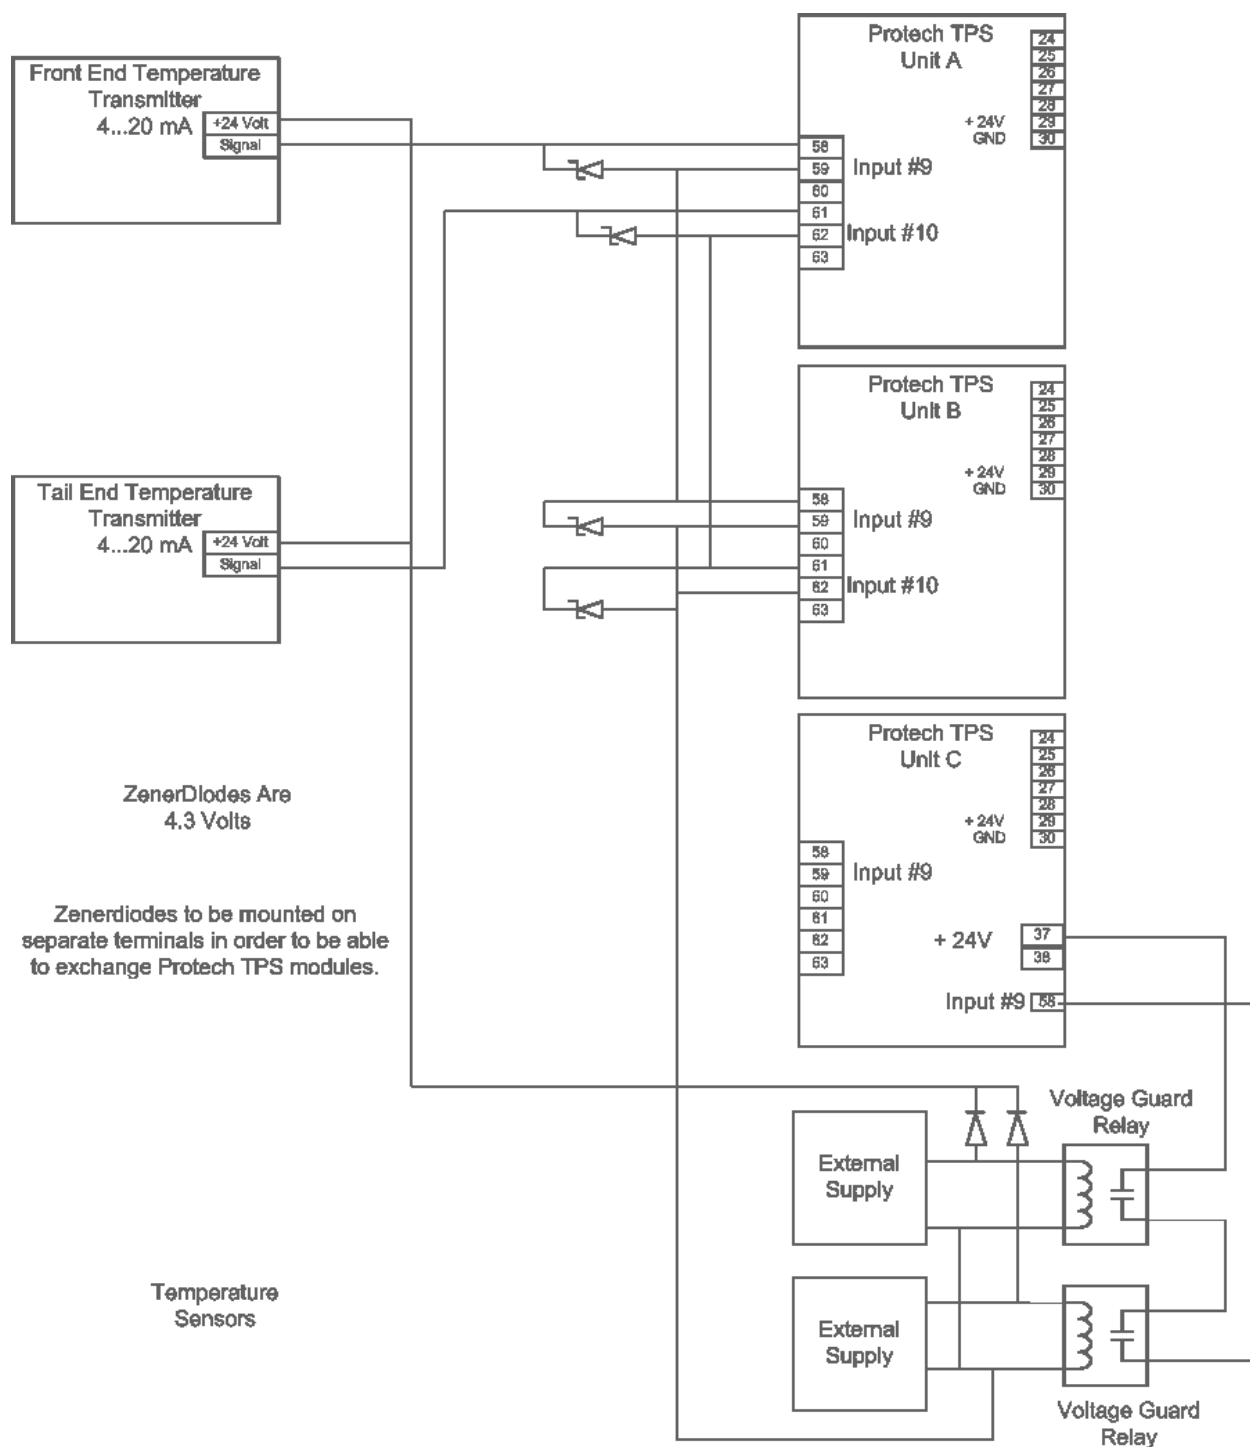 Protech TPS
Unit A
24
25
26
27
28
29
30
+ 24V
GND
Front End Temperature
Transmitter
4...20 mA
+24 Volt
Signal
58
59
60
61
62
63
Input #9
Input #10
Protech TPS
Unit B
24
25
26
27
28
29
30
+ 24V
GND
Tail End Temperature
Transmitter
4...20 mA
+24 Volt
Signal
58
59
60
61
62
63
Input #9
Input #10
Protech TPS
Unit C
24
25
26
27
28
29
30
+ 24V
GND
ZenerDiodes Are
4.3 Volts
58
59
60
61
62
63
Input #9
Zenerdiodes to be mounted on
separate terminals in order to be able
to exchange Protech TPS modules.
+ 24V
37
38
Input #9
58
Voltage Guard
Relay
External
Supply
Temperature
Sensors
External
Supply
Voltage Guard
Relay